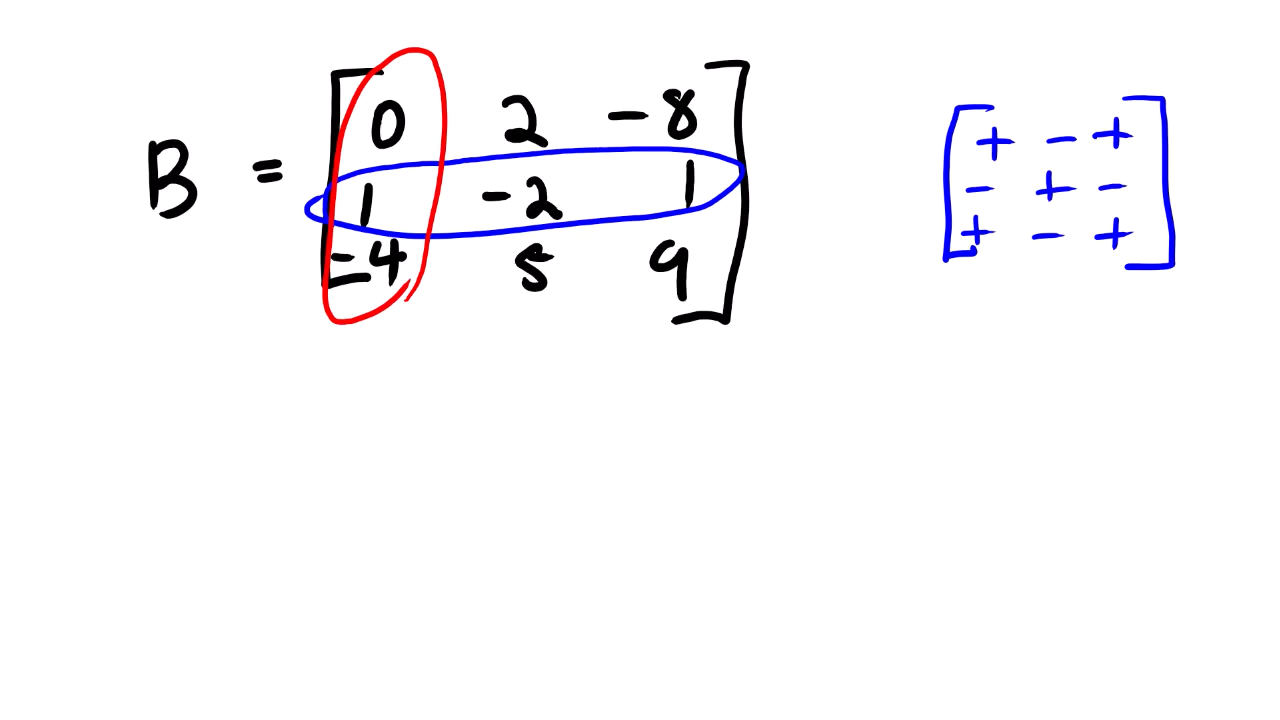 0 2 -8
B = 1 -2 1
-4 5 9
+ - +
- + -
+ - +